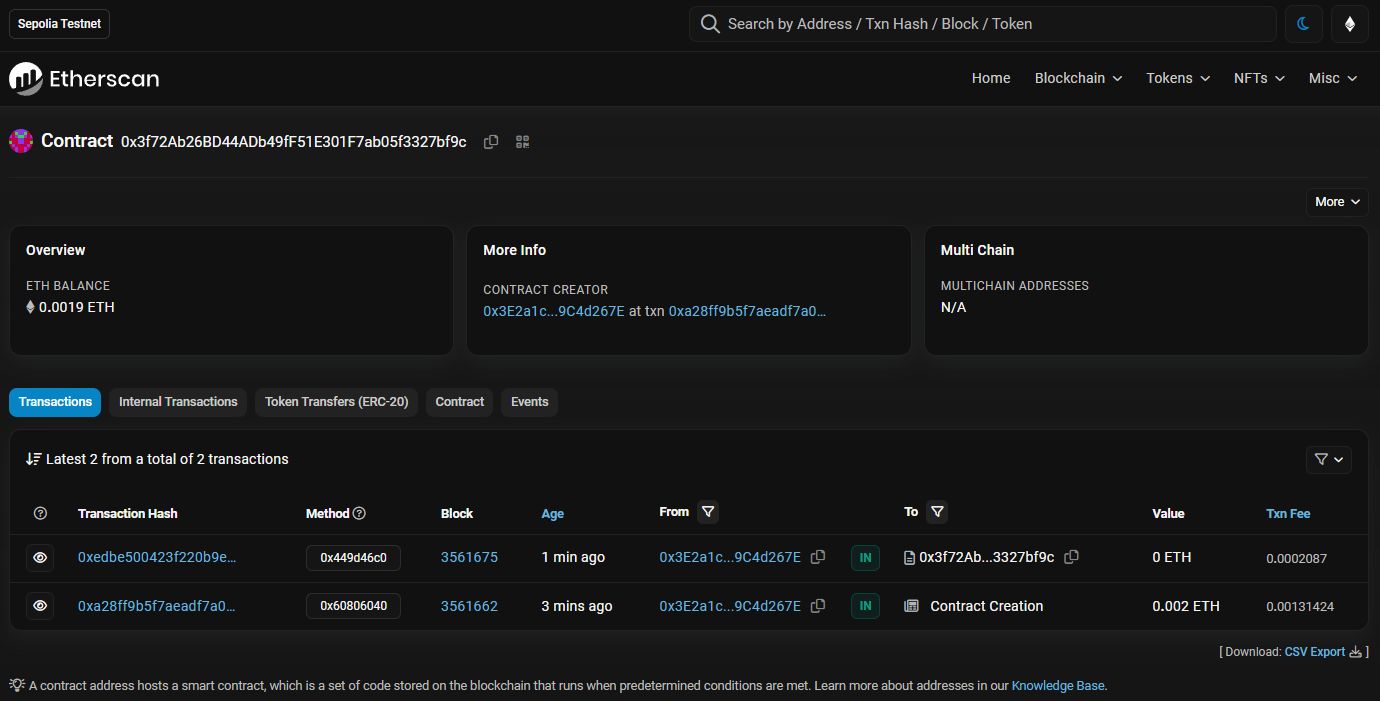 Sepolia Testnet
Search by Address / Txn Hash / Block / Token
Etherscan
Home Blockchain Tokens NFTs Misc
Contract 0x3f72Ab26BD44ADb49fF51E301F7ab05f3327bf9c
More
Overview
ETH BALANCE
0.0019 ETH
More Info
CONTRACT CREATOR
0x3E2a1c...9C4d267E at txn 0xa28ff9b5f7aeadf7a0...
Multi Chain
MULTICHAIN ADDRESSES
N/A
Transactions Internal Transactions Token Transfers (ERC-20) Contract Events
Latest 2 from a total of 2 transactions
Transaction Hash Method Block Age From To Value Txn Fee
0xedbe500423f220b9e... 0x449d46c0 3561675 1 min ago 0x3E2a1c...9C4d267E IN 0x3f72Ab...3327bf9c 0 ETH 0.0002087
0xa28ff9b5f7aeadf7a0... 0x60806040 3561662 3 mins ago 0x3E2a1c...9C4d267E IN Contract Creation 0.002 ETH 0.00131424
[ Download: CSV Export ]
A contract address hosts a smart contract, which is a set of code stored on the blockchain that runs when predetermined conditions are met. Learn more about addresses in our Knowledge Base.